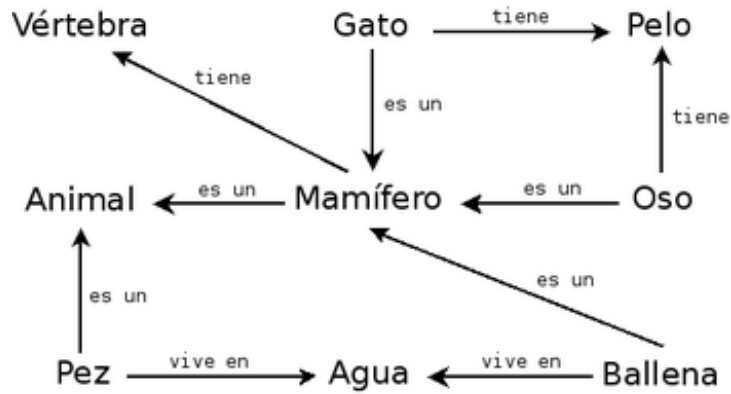 Vértebra Gato tiene Pelo
tiene es un tiene
Animal es un Mamífero es un Oso
es un es un
Pez vive en Agua vive en Ballena